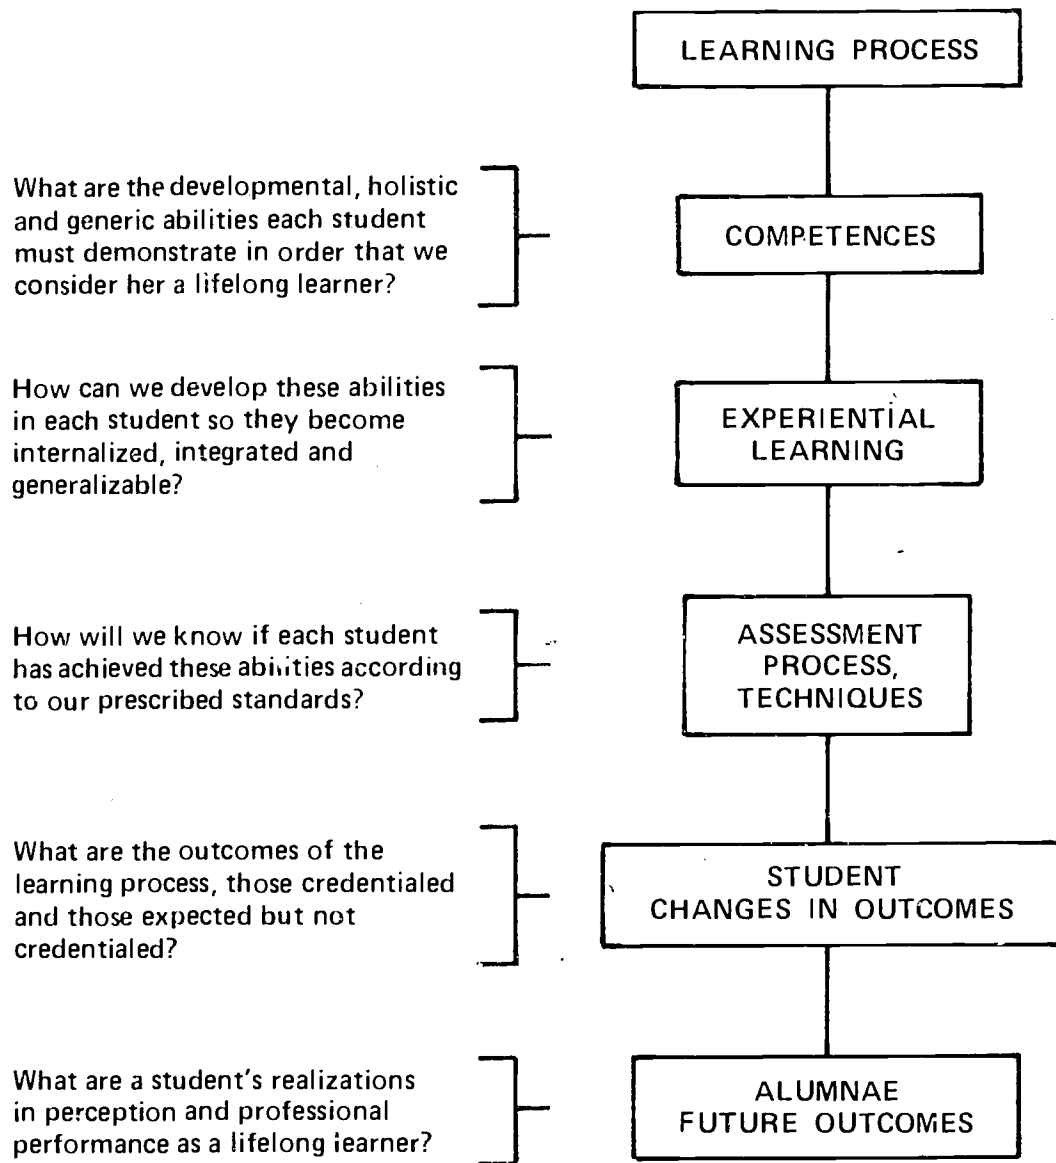 LEARNING PROCESS
What are the developmental, holistic
and generic abilities each student
must demonstrate in order that we
consider her a lifelong learner?
COMPETENCES
How can we develop these abilities
in each student so they become
internalized, integrated and
generalizable?
EXPERIENTIAL
LEARNING
How will we know if each student
has achieved these abilities according
to our prescribed standards?
ASSESSMENT
PROCESS,
TECHNIQUES
What are the outcomes of the
learning process, those credentialed
and those expected but not
credentialed?
STUDENT
CHANGES IN OUTCOMES
What are a student's realizations
in perception and professional
performance as a lifelong learner?
ALUMNAE
FUTURE OUTCOMES